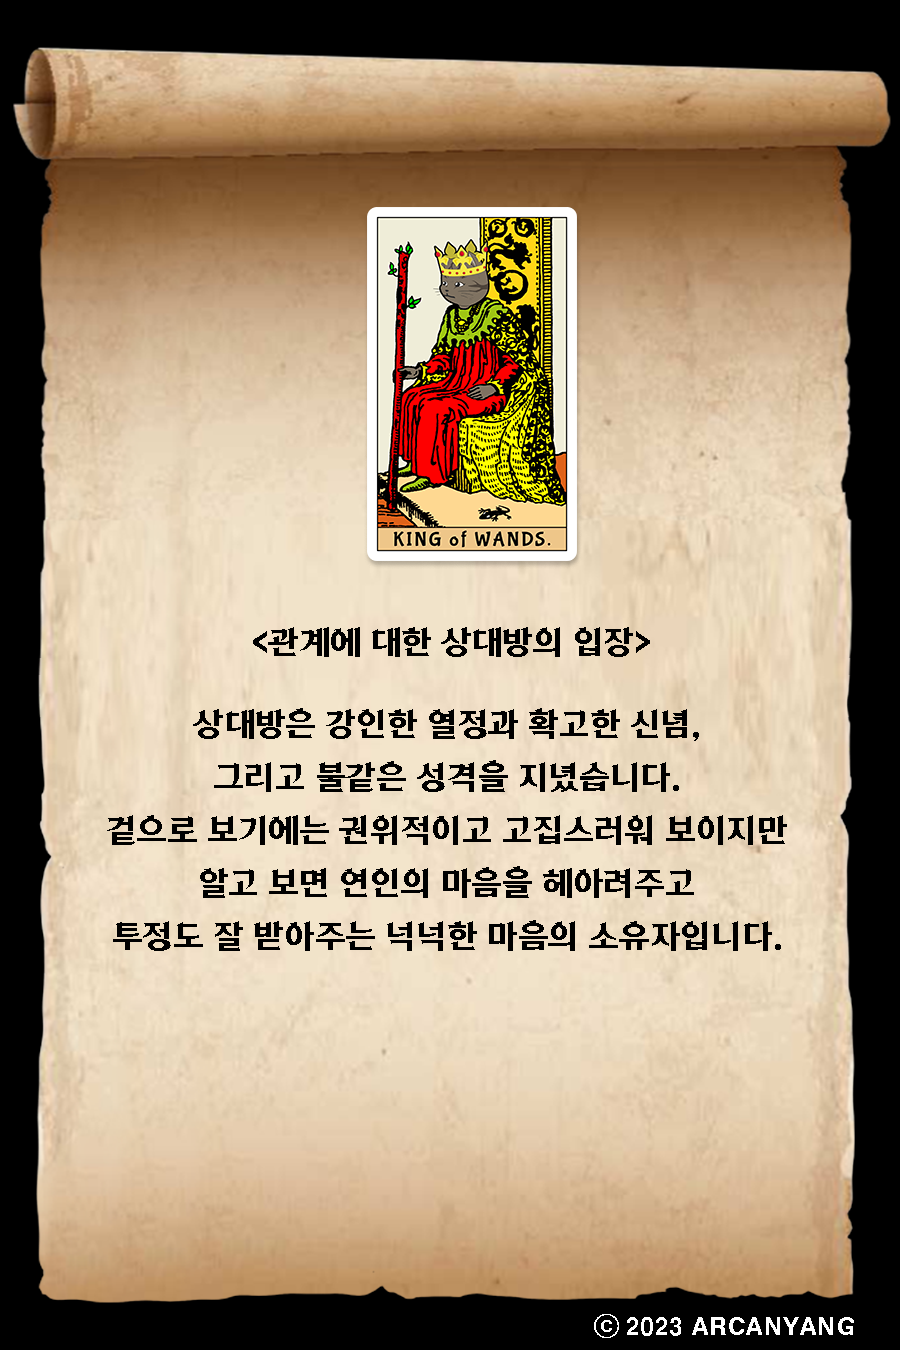 KING of WANDS.
<관계에 대한 상대방의 입장>
상대방은 강인한 열정과 확고한 신념,
그리고 불같은 성격을 지녔습니다.
겉으로 보기에는 권위적이고 고집스러워 보이지만
알고 보면 연인의 마음을 헤아려주고
투정도 잘 받아주는 넉넉한 마음의 소유자입니다.
© 2023 ARCANYANG